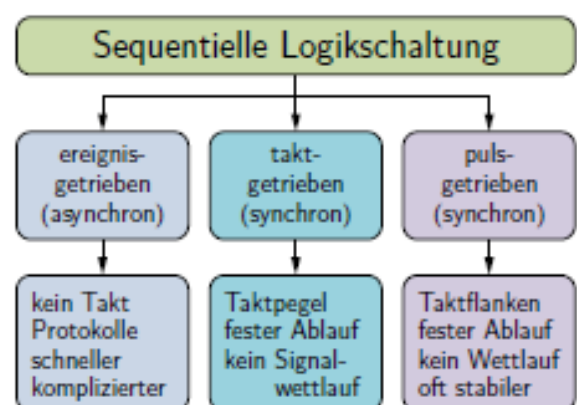 Sequentielle Logikschaltung
ereignis-
getrieben
(asynchron)
takt-
getrieben
(synchron)
puls-
getrieben
(synchron)
kein Takt
Protokolle
schneller
komplizierter
Taktpegel
fester Ablauf
kein Signal-
wettlauf
Taktflanken
fester Ablauf
kein Wettlauf
oft stabiler